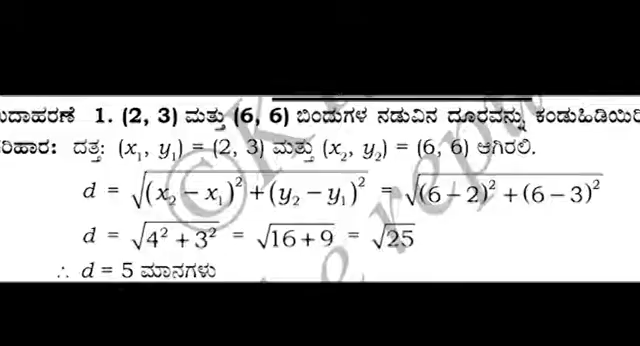 ಉದಾಹರಣೆ 1. (2, 3) ಮತ್ತು (6, 6) ಬಿಂದುಗಳ ನಡುವಿನ ದೂರವನ್ನು ಕಂಡುಹಿಡಿಯಿರಿ
ಪರಿಹಾರ: ದತ್ತ: (x₁, y₁) = (2, 3) ಮತ್ತು (x₂, y₂) = (6, 6) ಆಗಿರಲಿ.
d = √((x₂ – x₁)² + (y₂ – y₁)²) = √((6 – 2)² + (6 – 3)²)
d = √(4² + 3²) = √(16 + 9) = √25
∴ d = 5 ಮಾನಗಳು